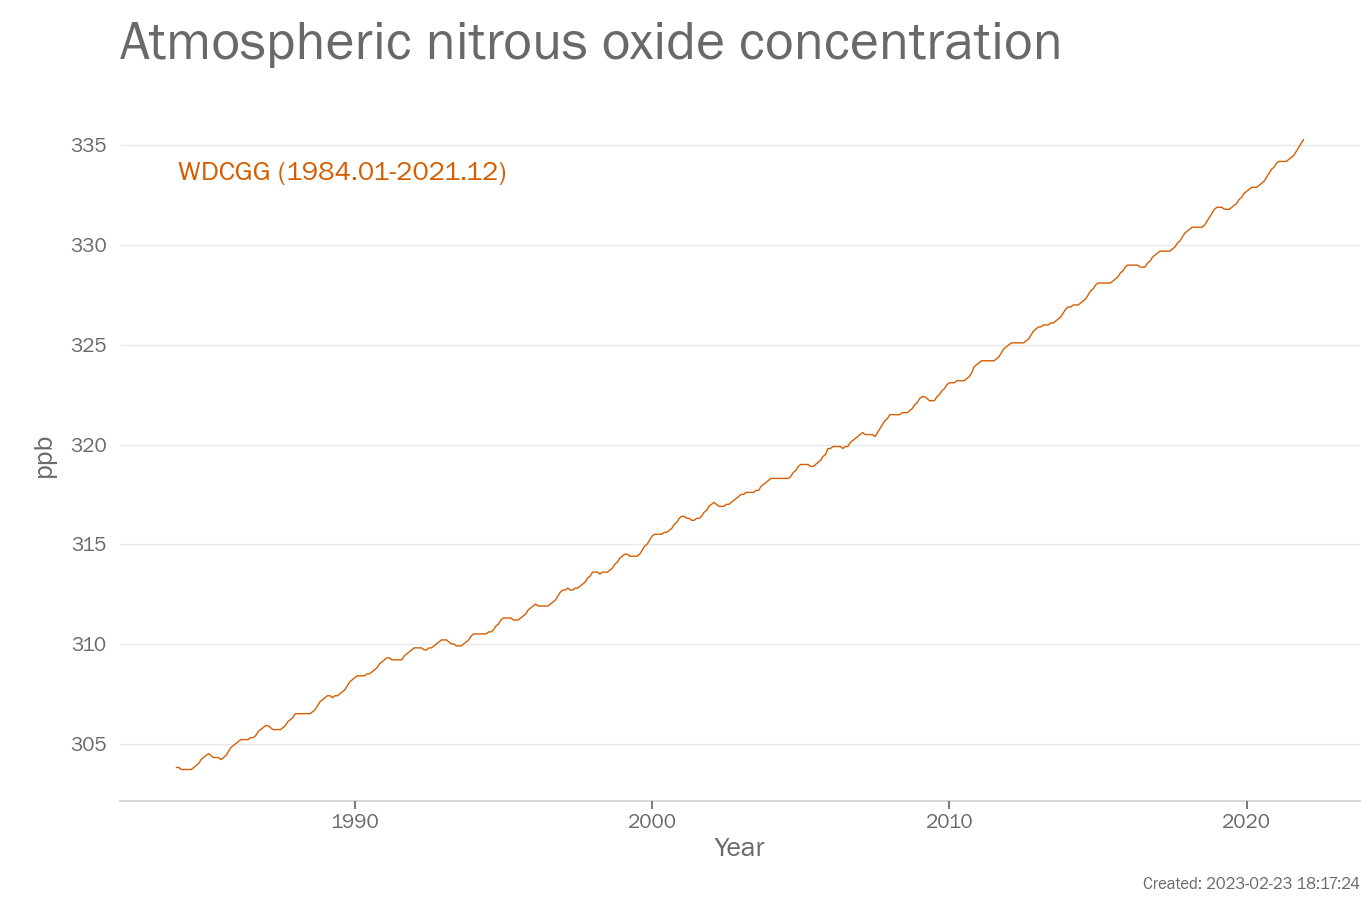 Atmospheric nitrous oxide concentration
335
WDCGG (1984.01-2021.12)
330
325
320
ppb
315
310
305
1990 2000 2010 2020
Year
Created: 2023-02-23 18:17:24